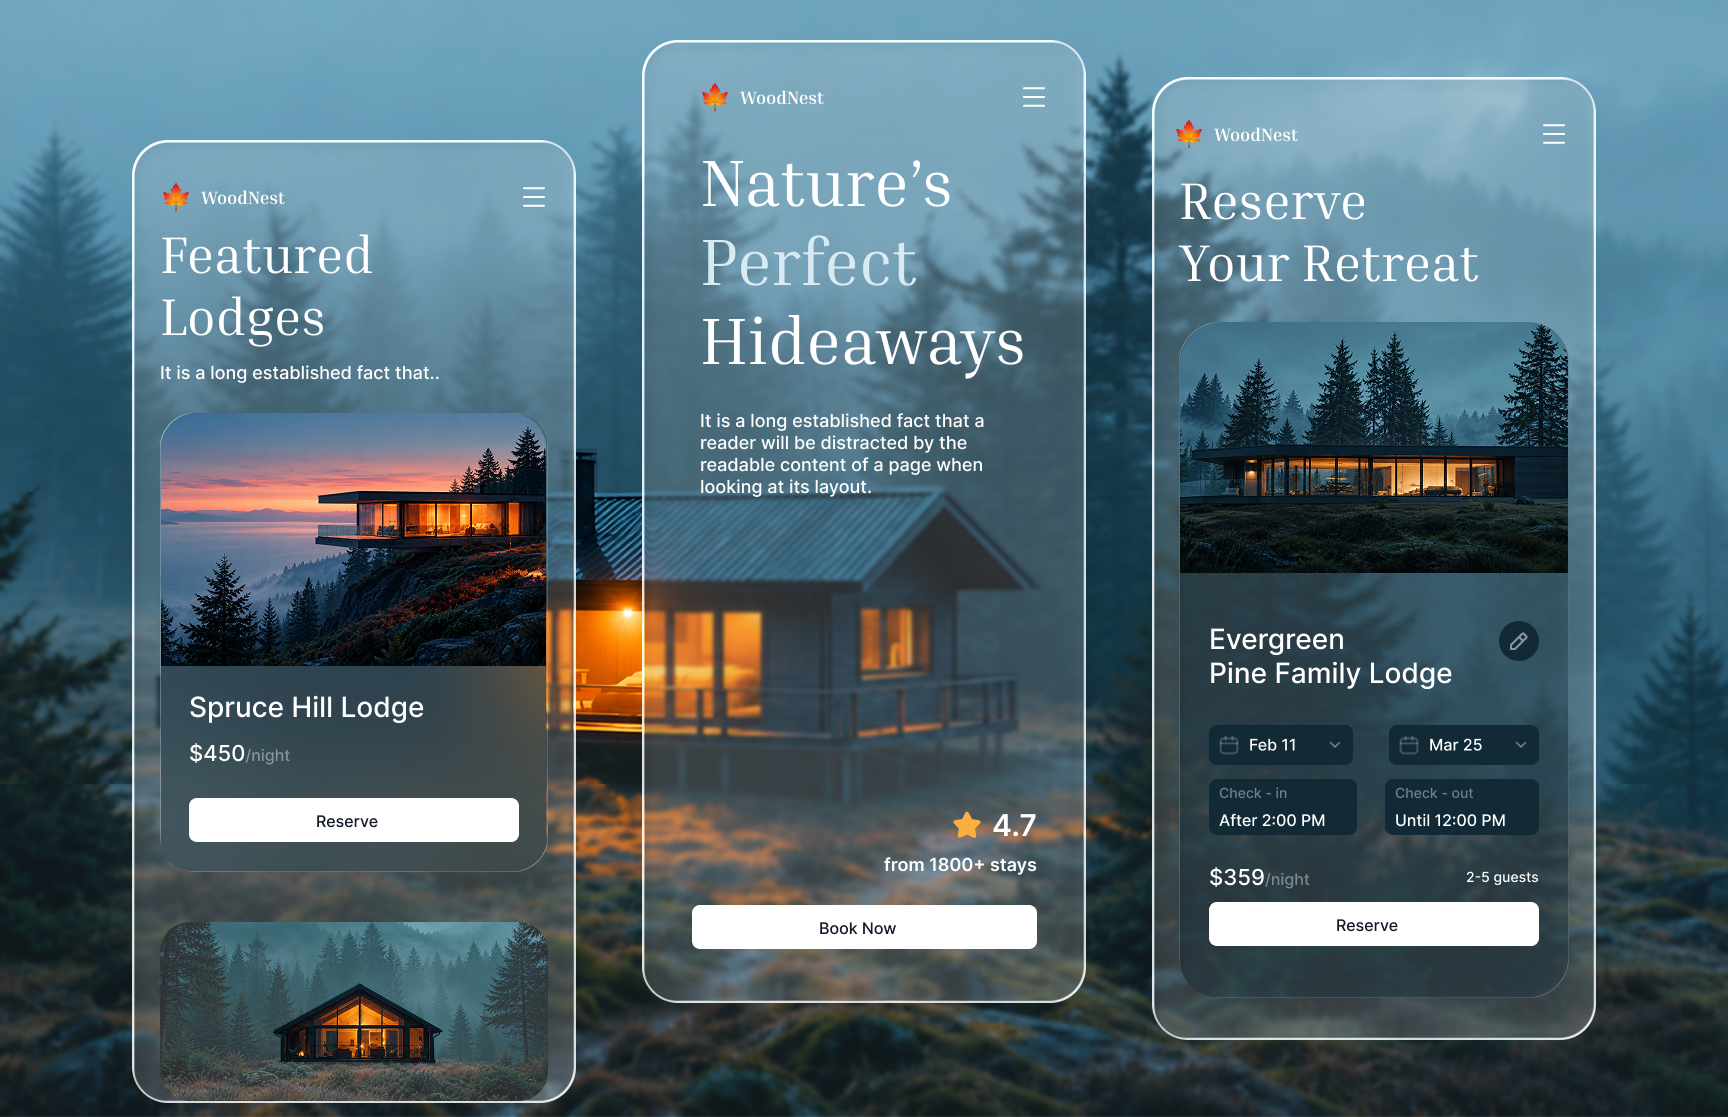 WoodNest
Featured
Lodges
It is a long established fact that..
Spruce Hill Lodge
$450/night
Reserve
WoodNest
Nature’s
Perfect
Hideaways
It is a long established fact that a
reader will be distracted by the
readable content of a page when
looking at its layout.
4.7
from 1800+ stays
Book Now
WoodNest
Reserve
Your Retreat
Evergreen
Pine Family Lodge
Feb 11 Mar 25
Check - in Check - out
After 2:00 PM Until 12:00 PM
$359/night 2-5 guests
Reserve